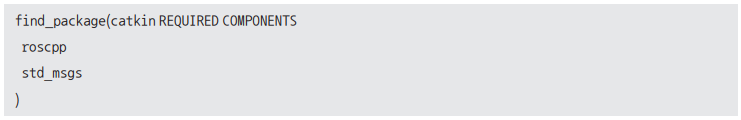 find_package(catkin REQUIRED COMPONENTS
  roscpp
  std_msgs
)